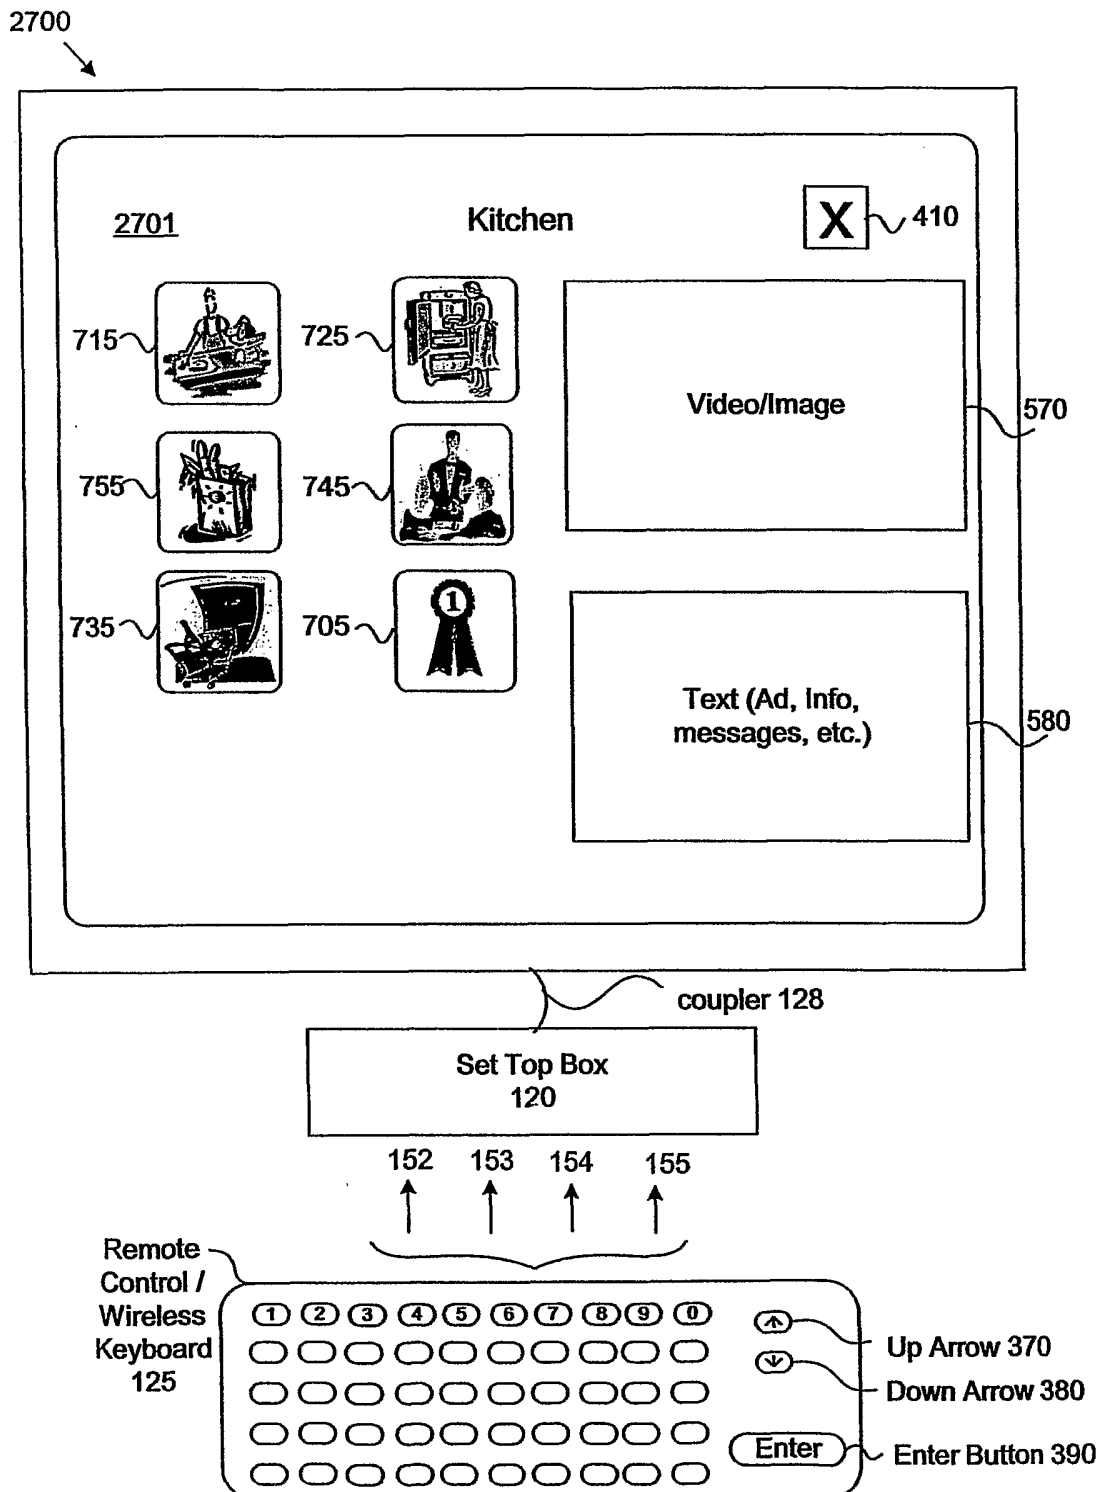 2700
2701
Kitchen
X
410
715
725
Video/Image
570
755
745
735
705
1
Text (Ad, Info,
messages, etc.)
580
coupler 128
Set Top Box
120
152 153 154 155
Remote
Control /
Wireless
Keyboard
125
1 2 3 4 5 6 7 8 9 0
Up Arrow 370
Down Arrow 380
Enter
Enter Button 390